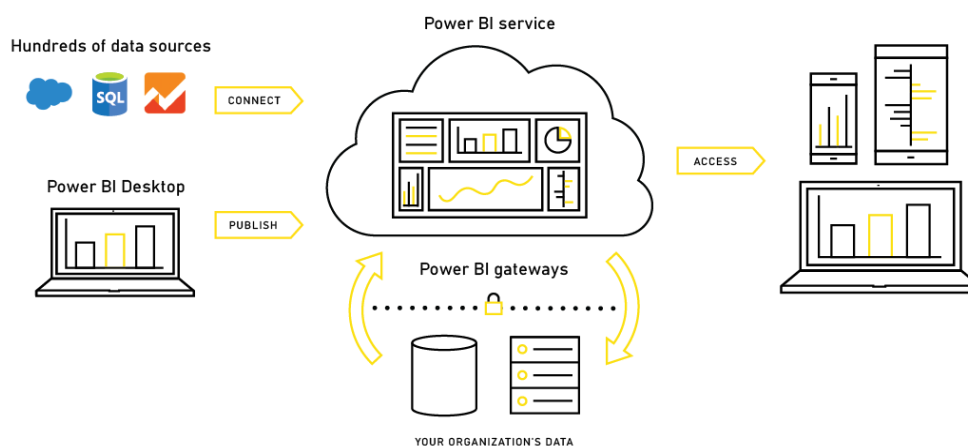 Power BI service
Hundreds of data sources
SQL
CONNECT
ACCESS
Power BI Desktop
PUBLISH
Power BI gateways
YOUR ORGANIZATION'S DATA